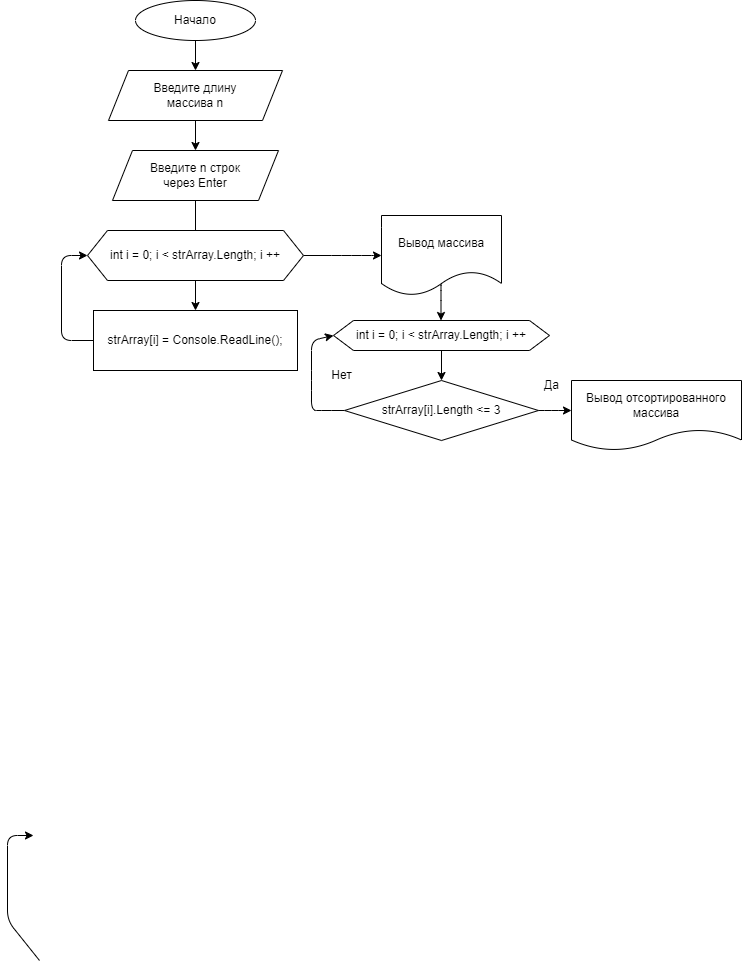 Начало
Введите длину
массива n
Введите n строк
через Enter
int i = 0; i < strArray.Length; i ++
strArray[i] = Console.ReadLine();
Вывод массива
int i = 0; i < strArray.Length; i ++
Нет
strArray[i].Length <= 3
Да
Вывод отсортированного
массива